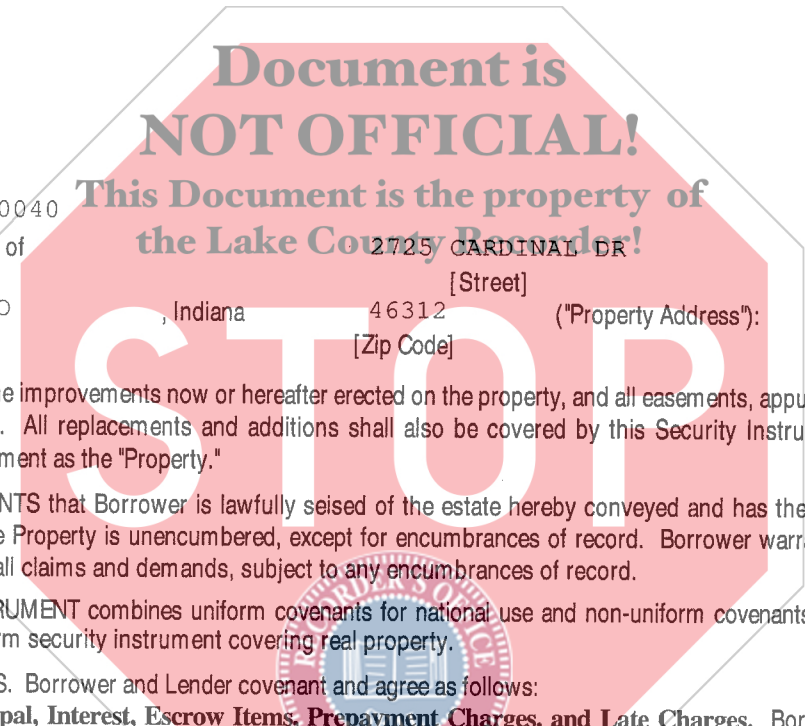 Document is
NOT OFFICIAL!
This Document is the property of
the Lake County Recorder!
0040
of 2725 CARDINAL DR
[Street]
O , Indiana 46312 ("Property Address"):
[Zip Code]
STOP
e improvements now or hereafter erected on the property, and all easements, appu
. All replacements and additions shall also be covered by this Security Instru
ment as the "Property."
NTS that Borrower is lawfully seised of the estate hereby conveyed and has the
e Property is unencumbered, except for encumbrances of record. Borrower warra
all claims and demands, subject to any encumbrances of record.
RUMENT combines uniform covenants for national use and non-uniform covenants
rm security instrument covering real property.
RECORDER'S OFFICE
S. Borrower and Lender covenant and agree as follows:
pal, Interest, Escrow Items, Prepayment Charges, and Late Charges. Bor